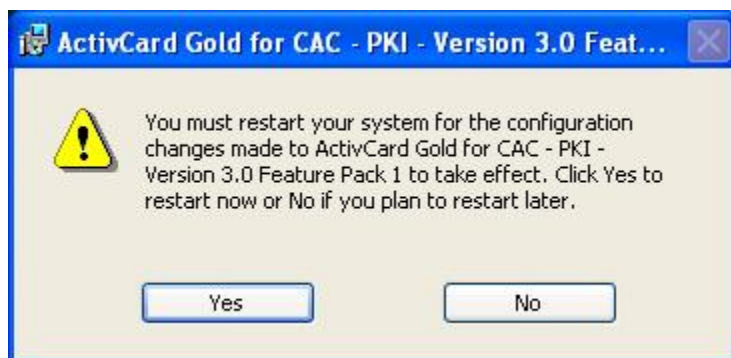 ActivCard Gold for CAC - PKI - Version 3.0 Feat...
You must restart your system for the configuration
changes made to ActivCard Gold for CAC - PKI -
Version 3.0 Feature Pack 1 to take effect. Click Yes to
restart now or No if you plan to restart later.
Yes
No